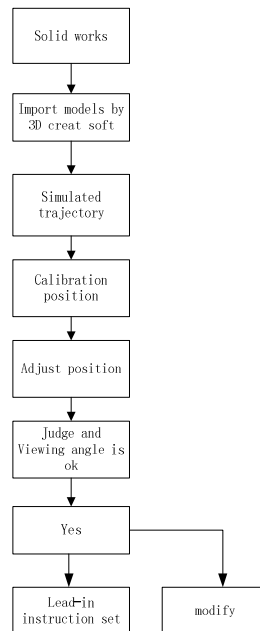 Solid works
Import models by
3D creat soft
Simulated
trajectory
Calibration
position
Adjust position
Judge and
Viewing angle is
ok
Yes
Lead-in
instruction set
modify